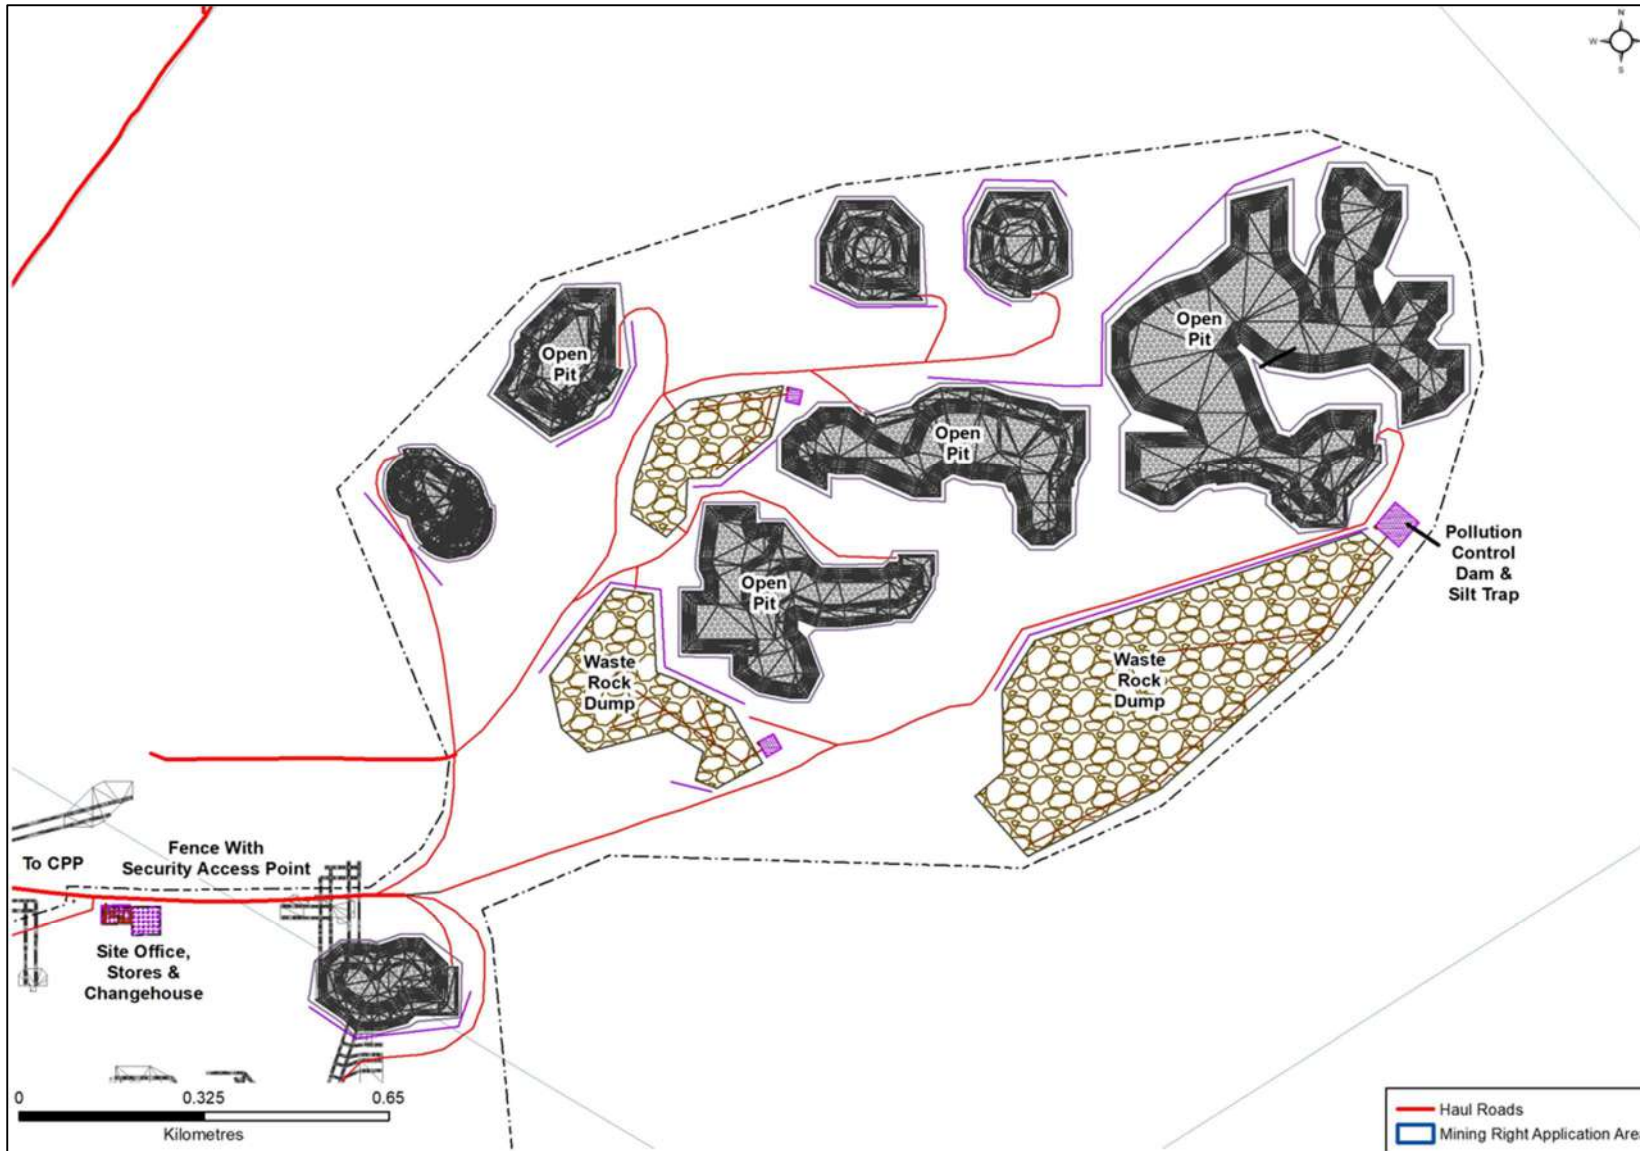 N
W
S
Open
Pit
Open
Pit
Open
Pit
Open
Pit
Pollution
Control
Dam &
Silt Trap
Waste
Rock
Dump
Waste
Rock
Dump
To CPP
Fence With
Security Access Point
Site Office,
Stores &
Changehouse
0 0.325 0.65
Kilometres
Haul Roads
Mining Right Application Area